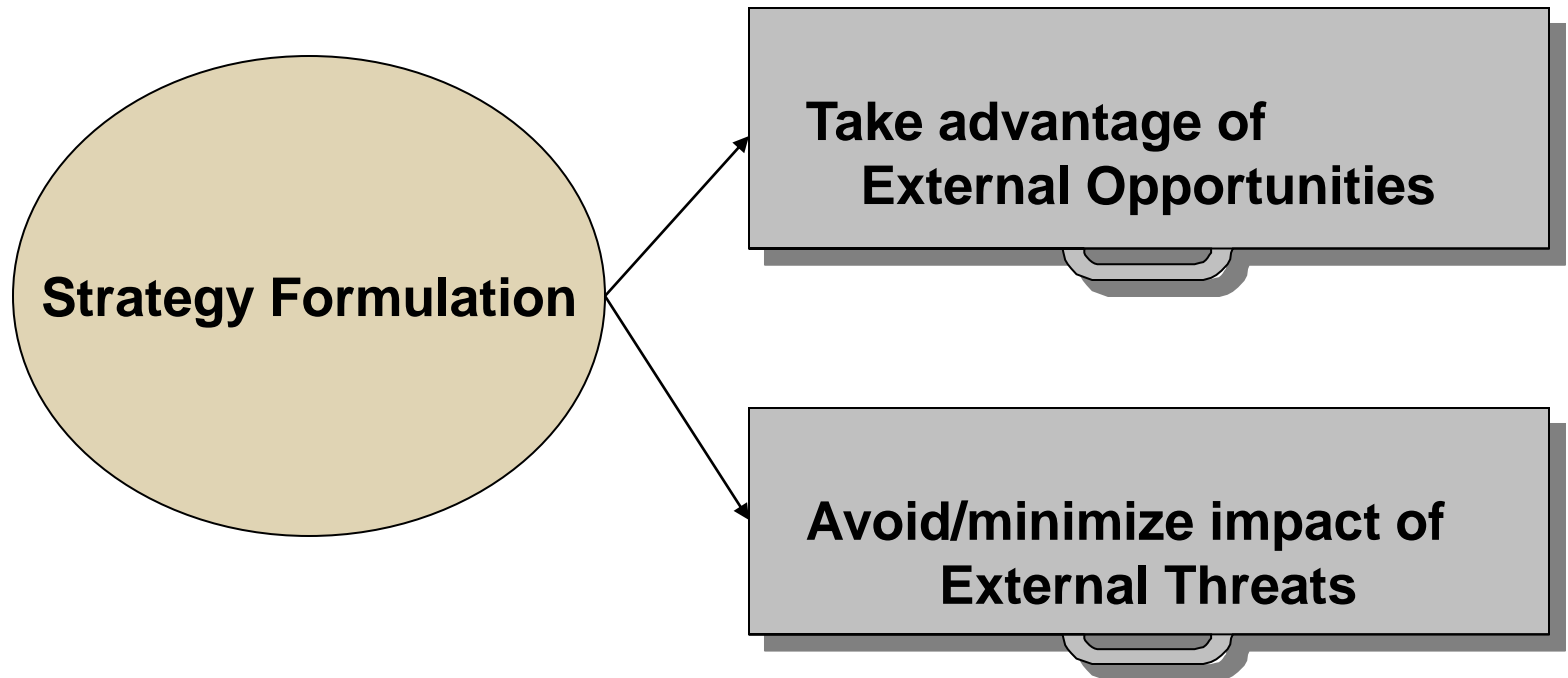 Strategy Formulation
Take advantage of
External Opportunities
Avoid/minimize impact of
External Threats